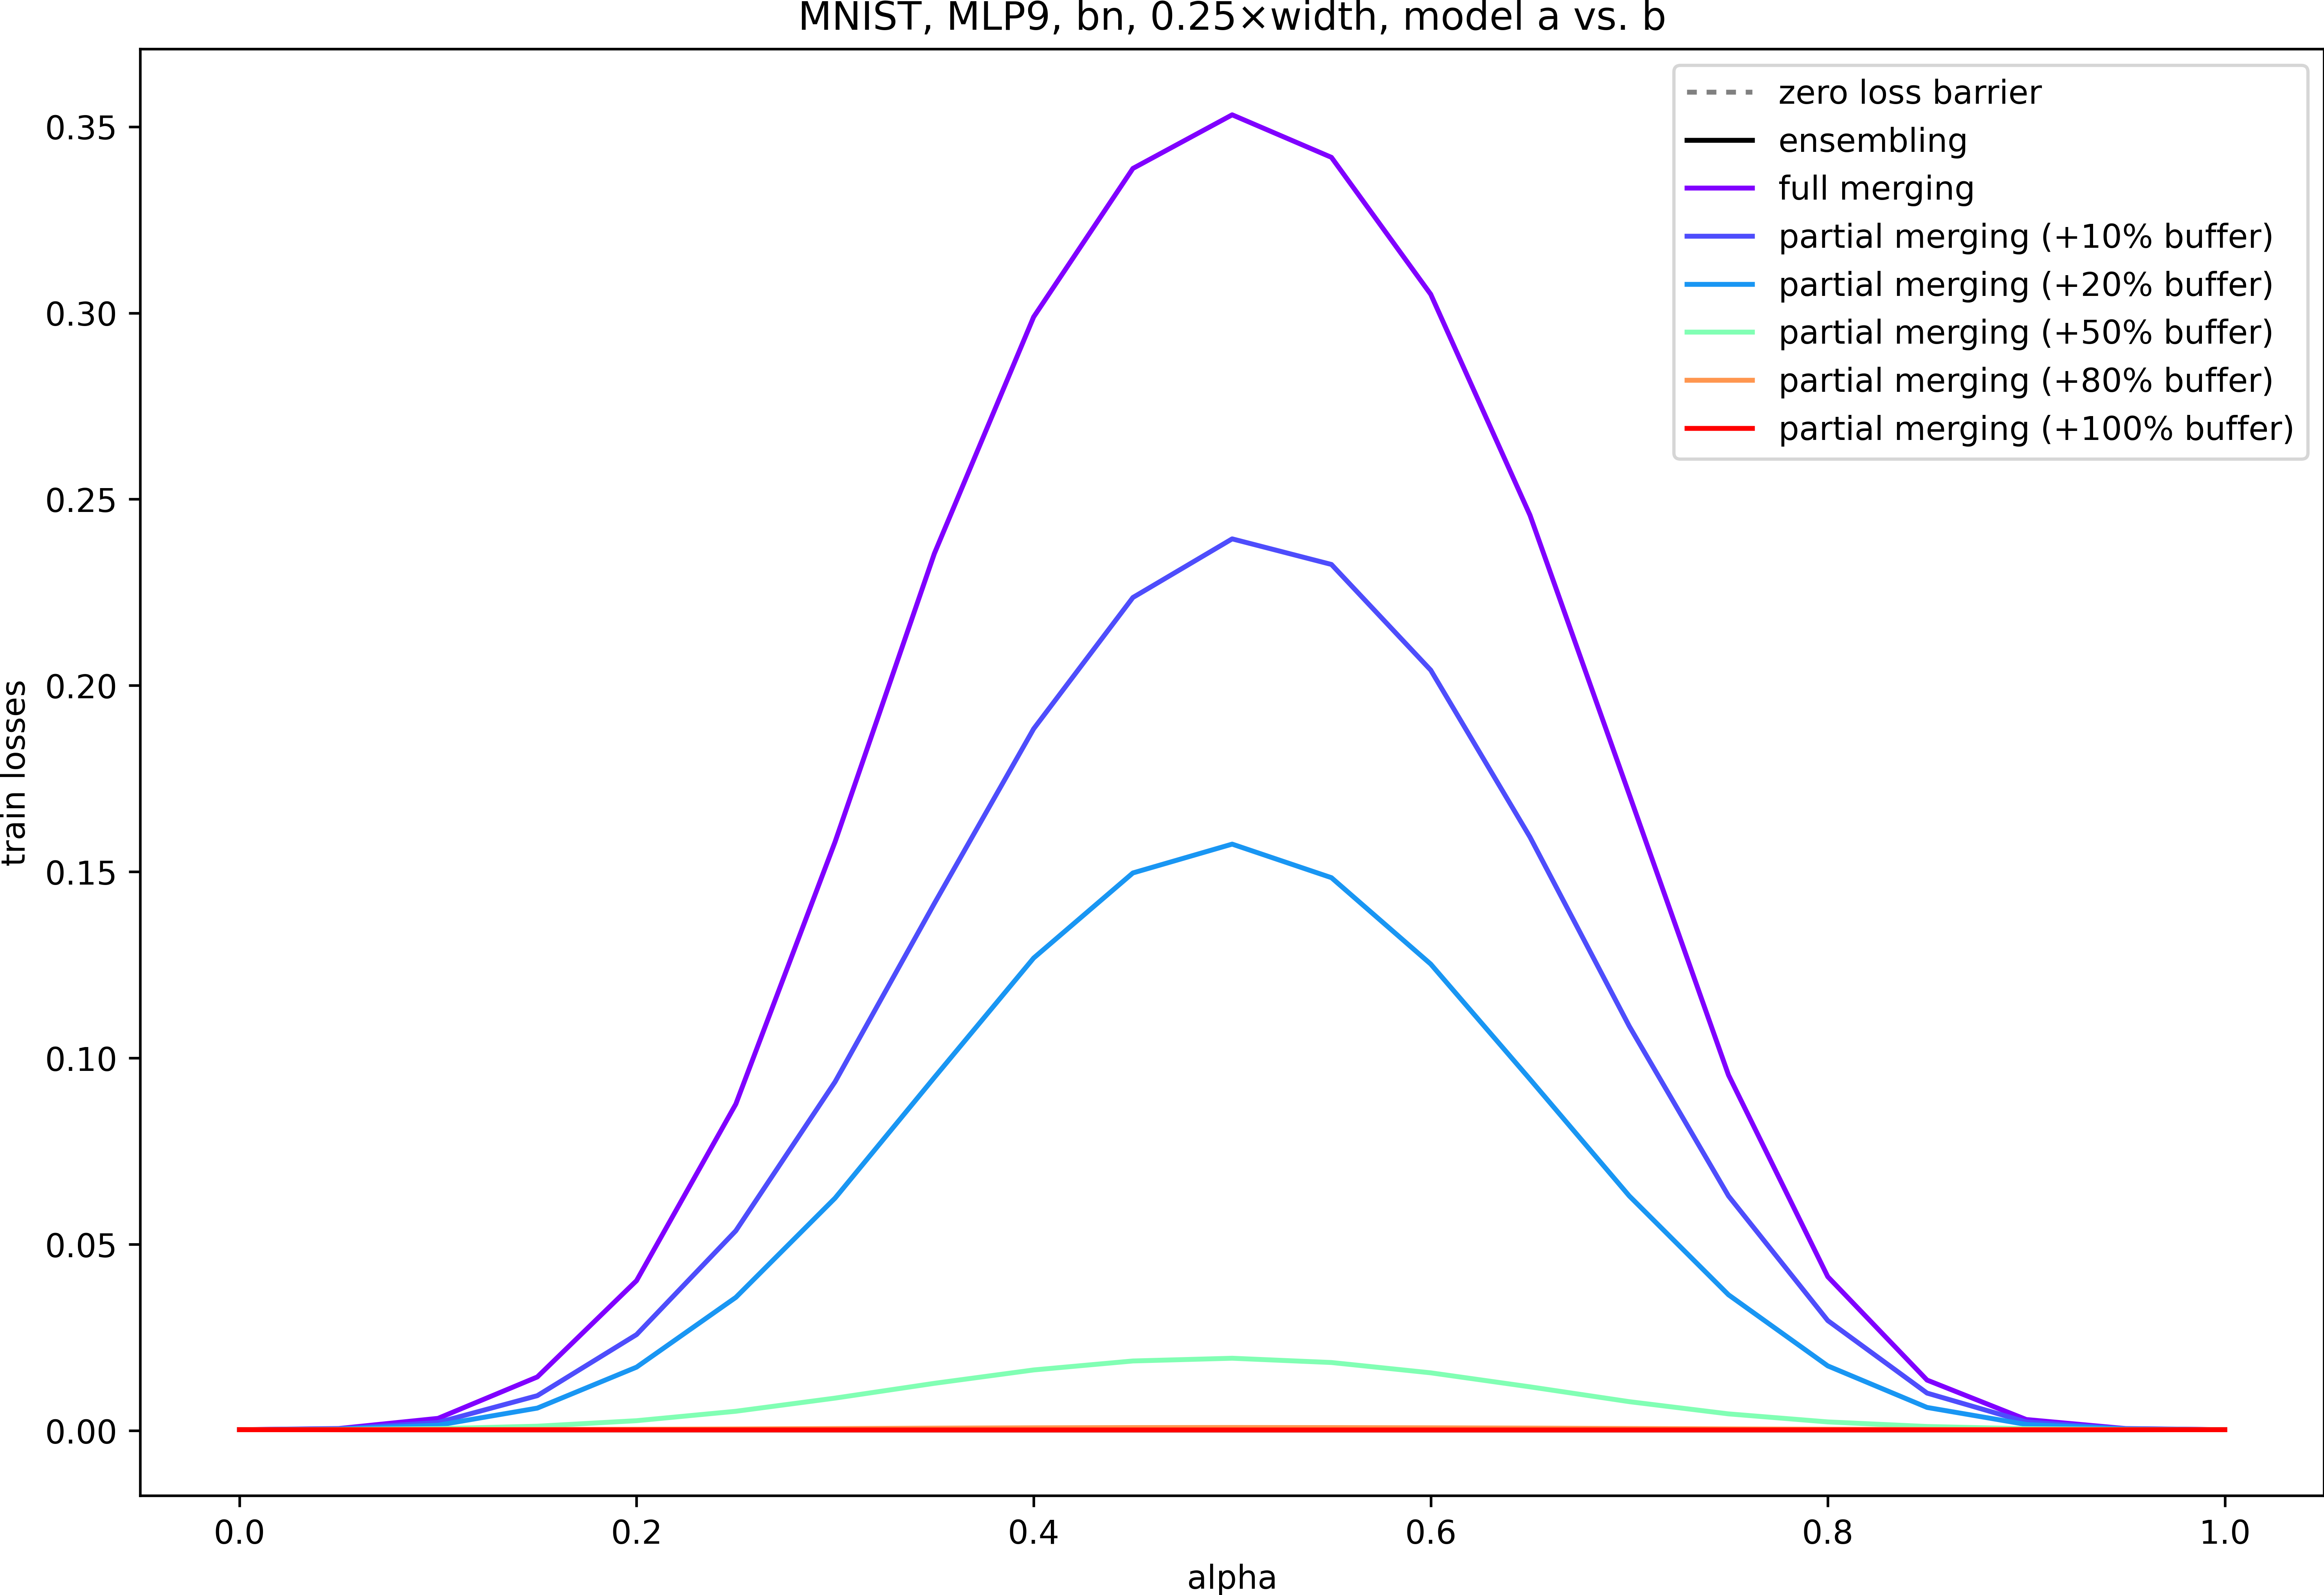 MNIST, MLP9, bn, 0.25×width, model a vs. b
zero loss barrier
ensembling
full merging
partial merging (+10% buffer)
partial merging (+20% buffer)
partial merging (+50% buffer)
partial merging (+80% buffer)
partial merging (+100% buffer)
train losses
0.35
0.30
0.25
0.20
0.15
0.10
0.05
0.00
0.0 0.2 0.4 0.6 0.8 1.0
alpha